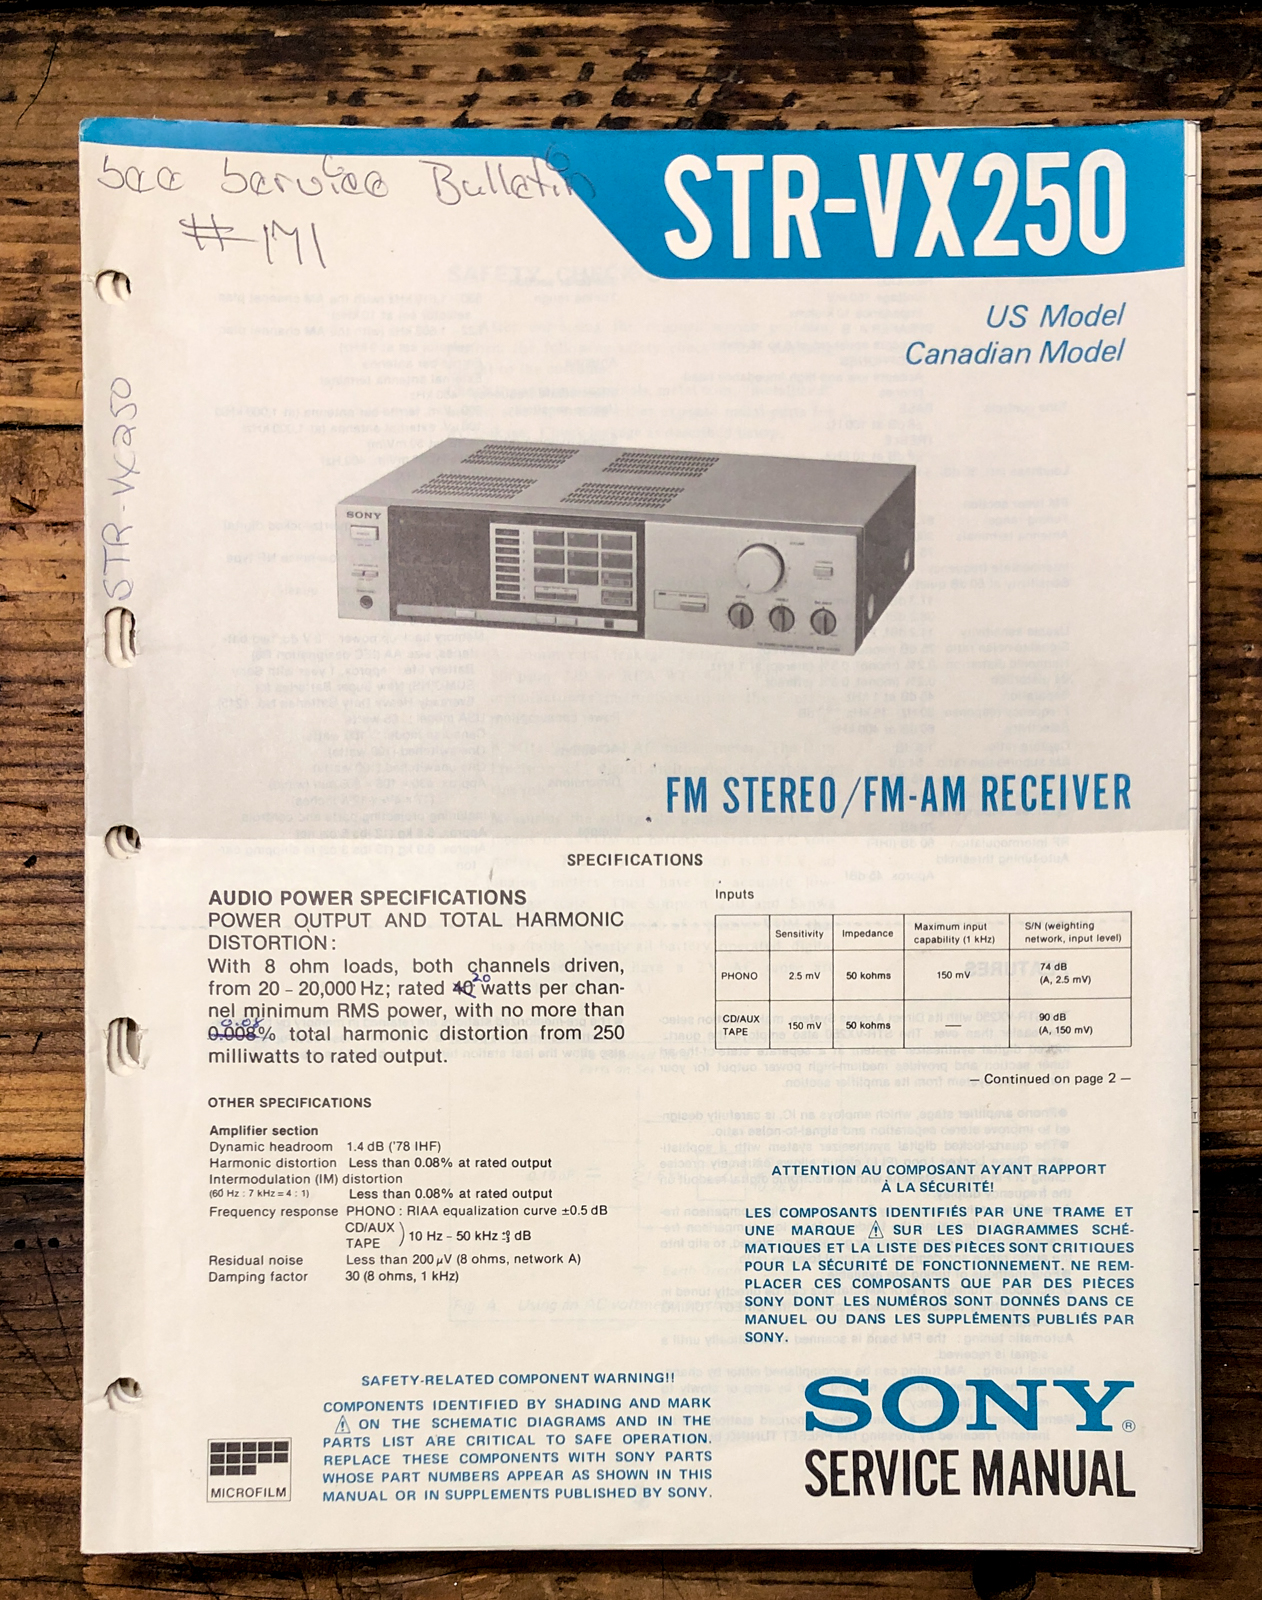 See Service Bulletin
#171
STR-VX250
STR-VX250
US Model
Canadian Model
SONY
FM STEREO/FM-AM RECEIVER
SPECIFICATIONS
AUDIO POWER SPECIFICATIONS
POWER OUTPUT AND TOTAL HARMONIC
DISTORTION:
With 8 ohm loads, both channels driven,
from 20 – 20,000 Hz; rated 40 20 watts per chan-
nel minimum RMS power, with no more than
0.08
0.008% total harmonic distortion from 250
milliwatts to rated output.
OTHER SPECIFICATIONS
Amplifier section
Dynamic headroom 1.4 dB ('78 IHF)
Harmonic distortion Less than 0.08% at rated output
Intermodulation (IM) distortion
(60 Hz : 7 kHz = 4 : 1) Less than 0.08% at rated output
Frequency response PHONO : RIAA equalization curve ±0.5 dB
CD/AUX
TAPE ) 10 Hz – 50 kHz dB
Residual noise Less than 200 μV (8 ohms, network A)
Damping factor 30 (8 ohms, 1 kHz)
Inputs
Sensitivity Impedance Maximum input capability (1 kHz) S/N (weighting network, input level)
PHONO 2.5 mV 50 kohms 150 mV 74 dB (A, 2.5 mV)
CD/AUX TAPE 150 mV 50 kohms — 90 dB (A, 150 mV)
— Continued on page 2 —
ATTENTION AU COMPOSANT AYANT RAPPORT
À LA SÉCURITÉ!
LES COMPOSANTS IDENTIFIÉS PAR UNE TRAME ET
UNE MARQUE ⚠ SUR LES DIAGRAMMES SCHÉ-
MATIQUES ET LA LISTE DES PIÈCES SONT CRITIQUES
POUR LA SÉCURITÉ DE FONCTIONNEMENT. NE REM-
PLACER CES COMPOSANTS QUE PAR DES PIÈCES
SONY DONT LES NUMÉROS SONT DONNÉS DANS CE
MANUEL OU DANS LES SUPPLÉMENTS PUBLIÉS PAR
SONY.
SAFETY-RELATED COMPONENT WARNING!!
COMPONENTS IDENTIFIED BY SHADING AND MARK
⚠ ON THE SCHEMATIC DIAGRAMS AND IN THE
PARTS LIST ARE CRITICAL TO SAFE OPERATION.
REPLACE THESE COMPONENTS WITH SONY PARTS
WHOSE PART NUMBERS APPEAR AS SHOWN IN THIS
MANUAL OR IN SUPPLEMENTS PUBLISHED BY SONY.
MICROFILM
SONY®
SERVICE MANUAL